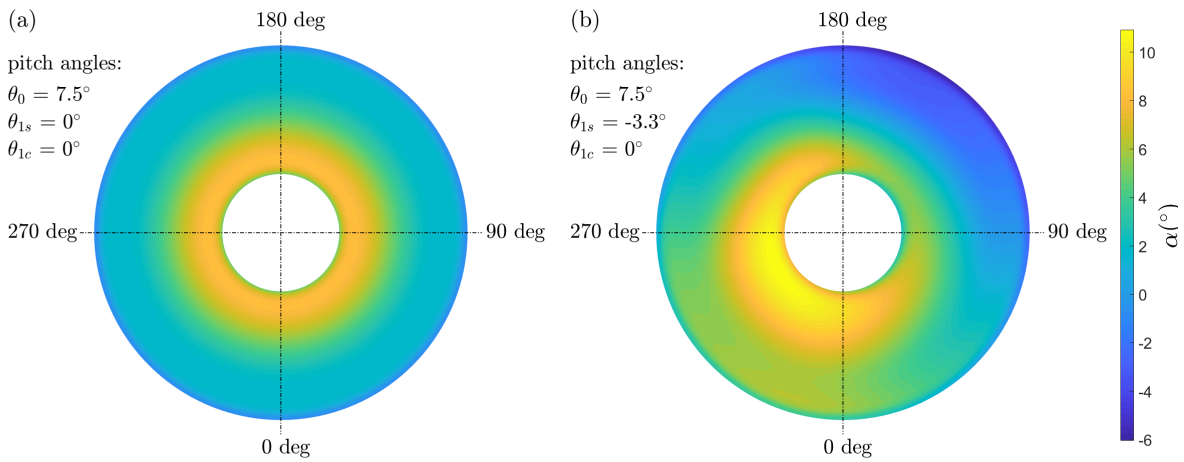 (a)
180 deg
pitch angles:
θ₀ = 7.5°
θ₁ₛ = 0°
θ₁c = 0°
270 deg
90 deg
0 deg
(b)
180 deg
pitch angles:
θ₀ = 7.5°
θ₁ₛ = -3.3°
θ₁c = 0°
270 deg
90 deg
0 deg
10
8
6
4
2
0
-2
-4
-6
α(°)